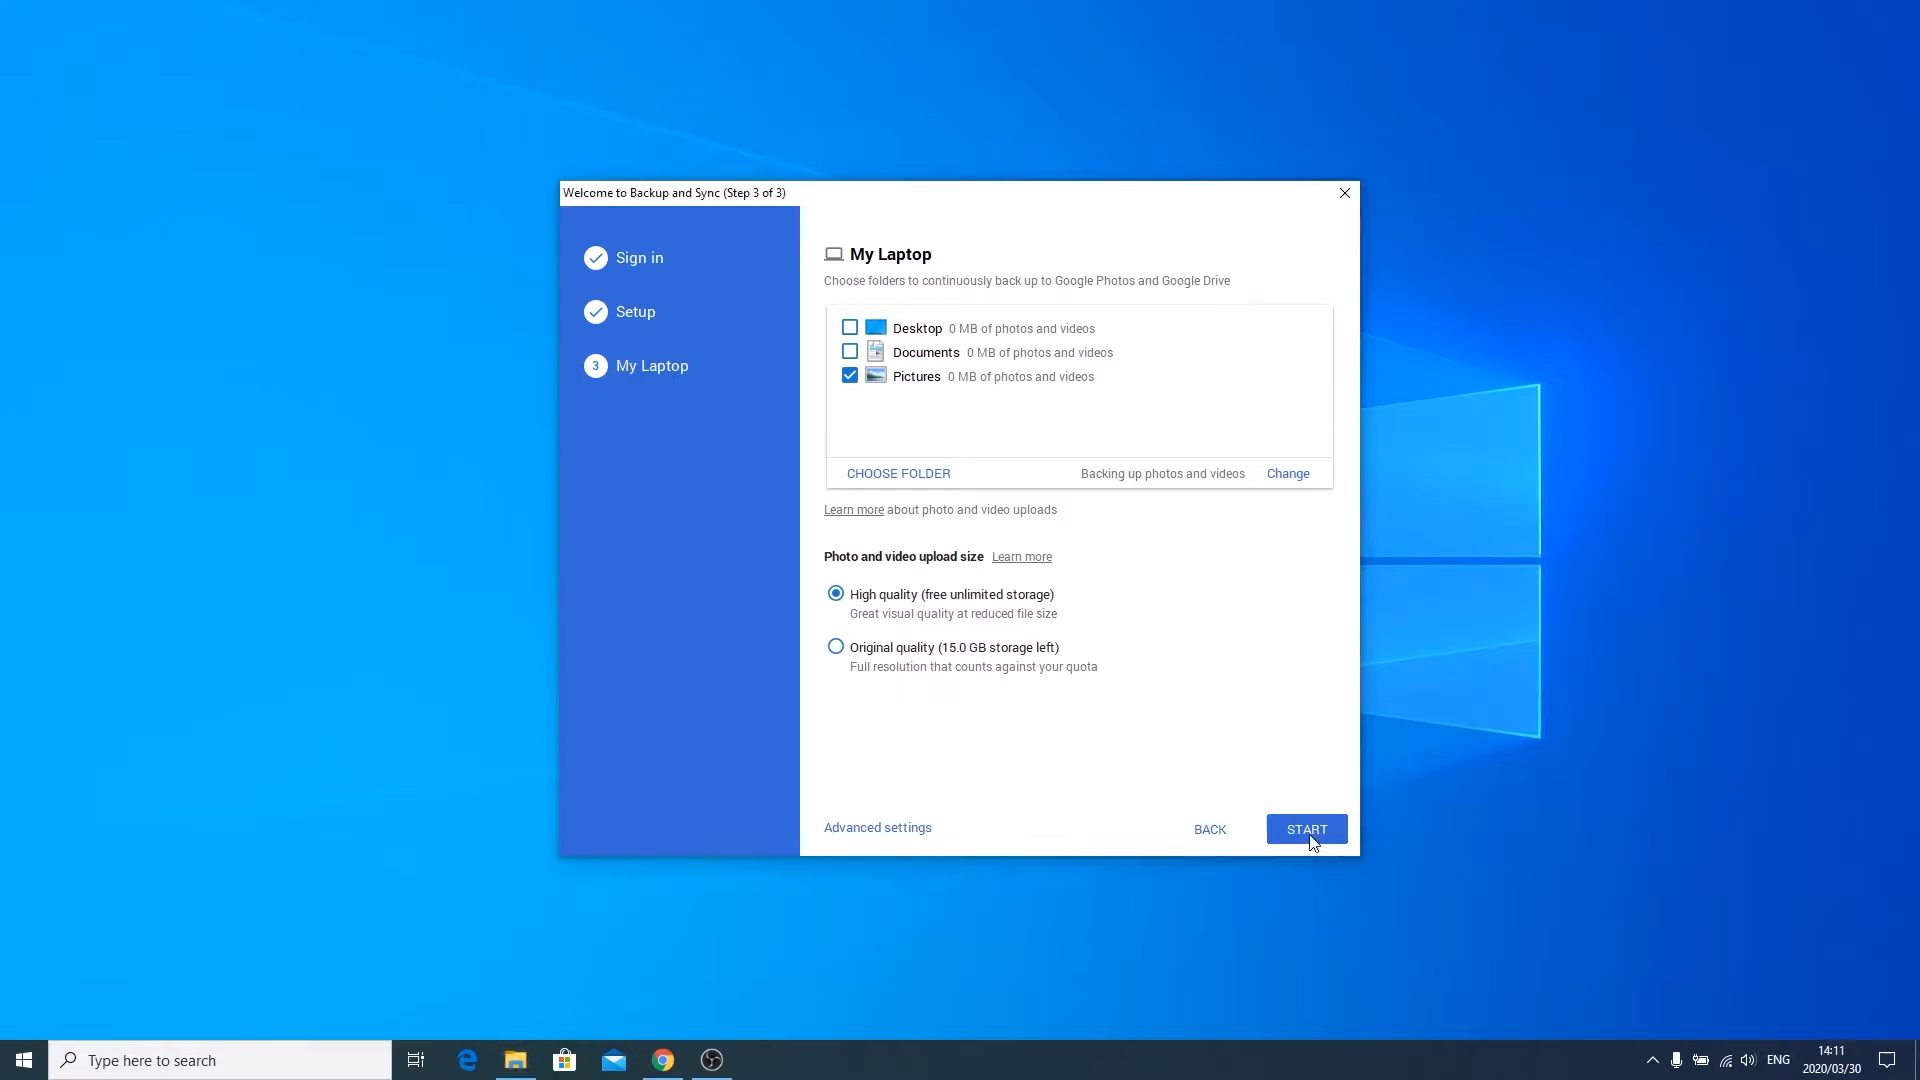 Welcome to Backup and Sync (Step 3 of 3)
Sign in
Setup
3 My Laptop
My Laptop
Choose folders to continuously back up to Google Photos and Google Drive
Desktop 0 MB of photos and videos
Documents 0 MB of photos and videos
Pictures 0 MB of photos and videos
CHOOSE FOLDER Backing up photos and videos Change
Learn more about photo and video uploads
Photo and video upload size Learn more
High quality (free unlimited storage)
Great visual quality at reduced file size
Original quality (15.0 GB storage left)
Full resolution that counts against your quota
Advanced settings BACK START
Type here to search
ENG
14:11
2020/03/30